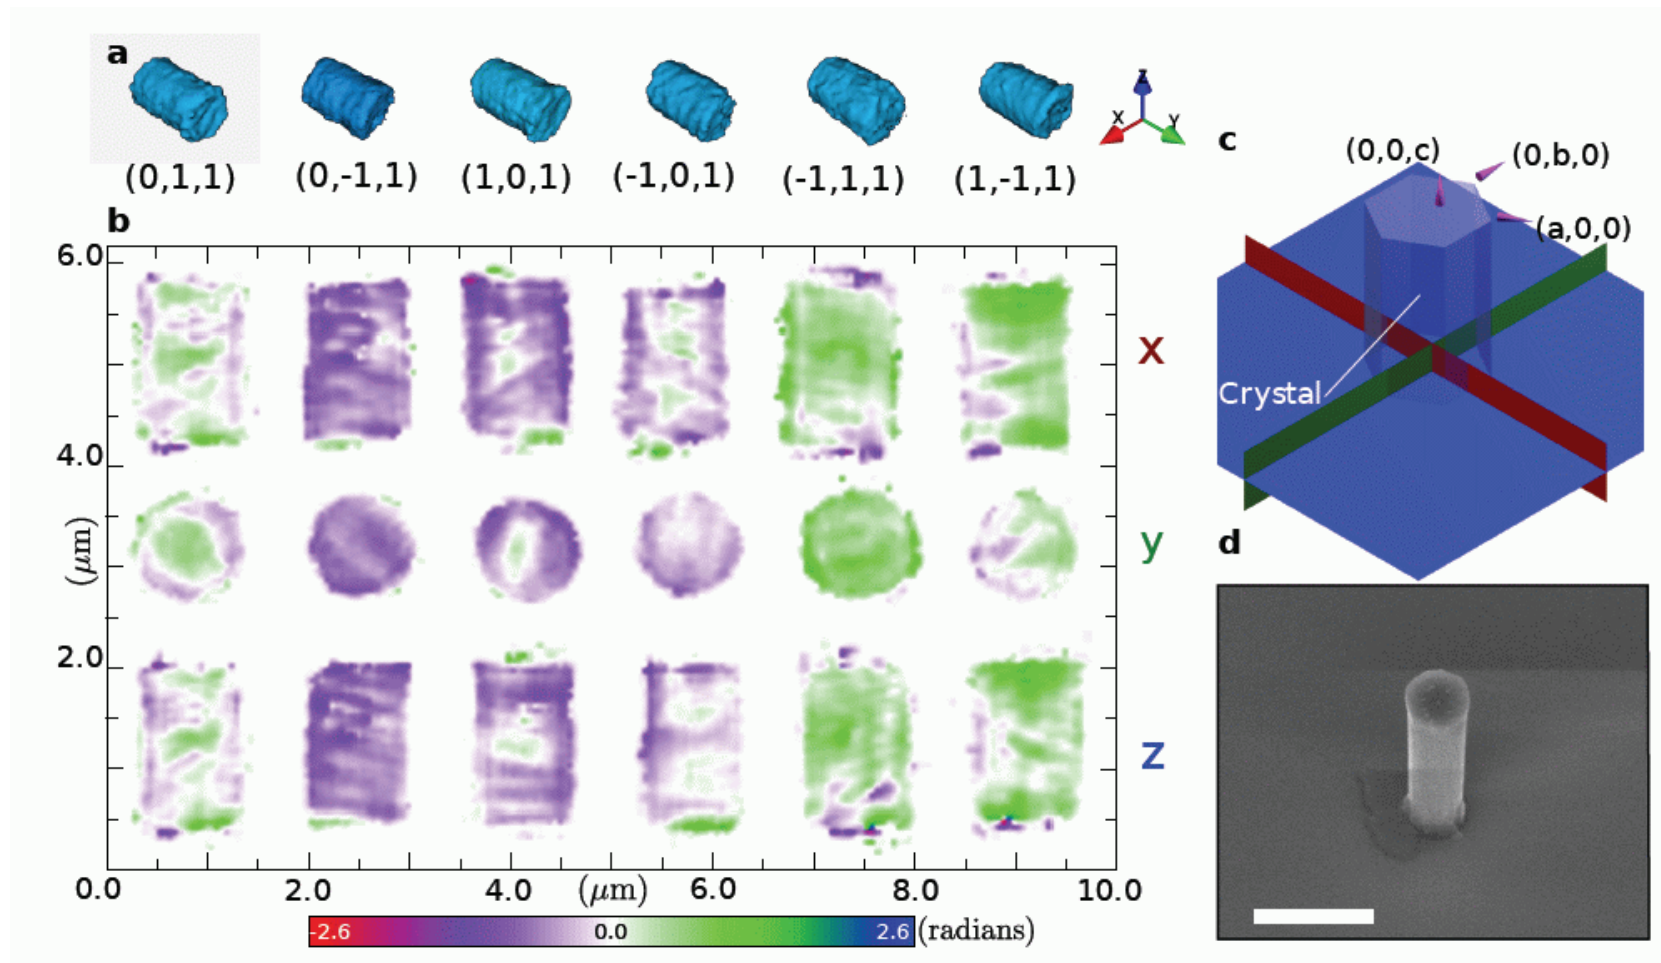 a
(0,1,1) (0,-1,1) (1,0,1) (-1,0,1) (-1,1,1) (1,-1,1)
Z
X Y
b
6.0
4.0
2.0
(μm)
0.0 2.0 4.0 (μm) 6.0 8.0 10.0
-2.6 0.0 2.6 (radians)
X
y
Z
c
(0,0,c) (0,b,0)
(a,0,0)
Crystal
d